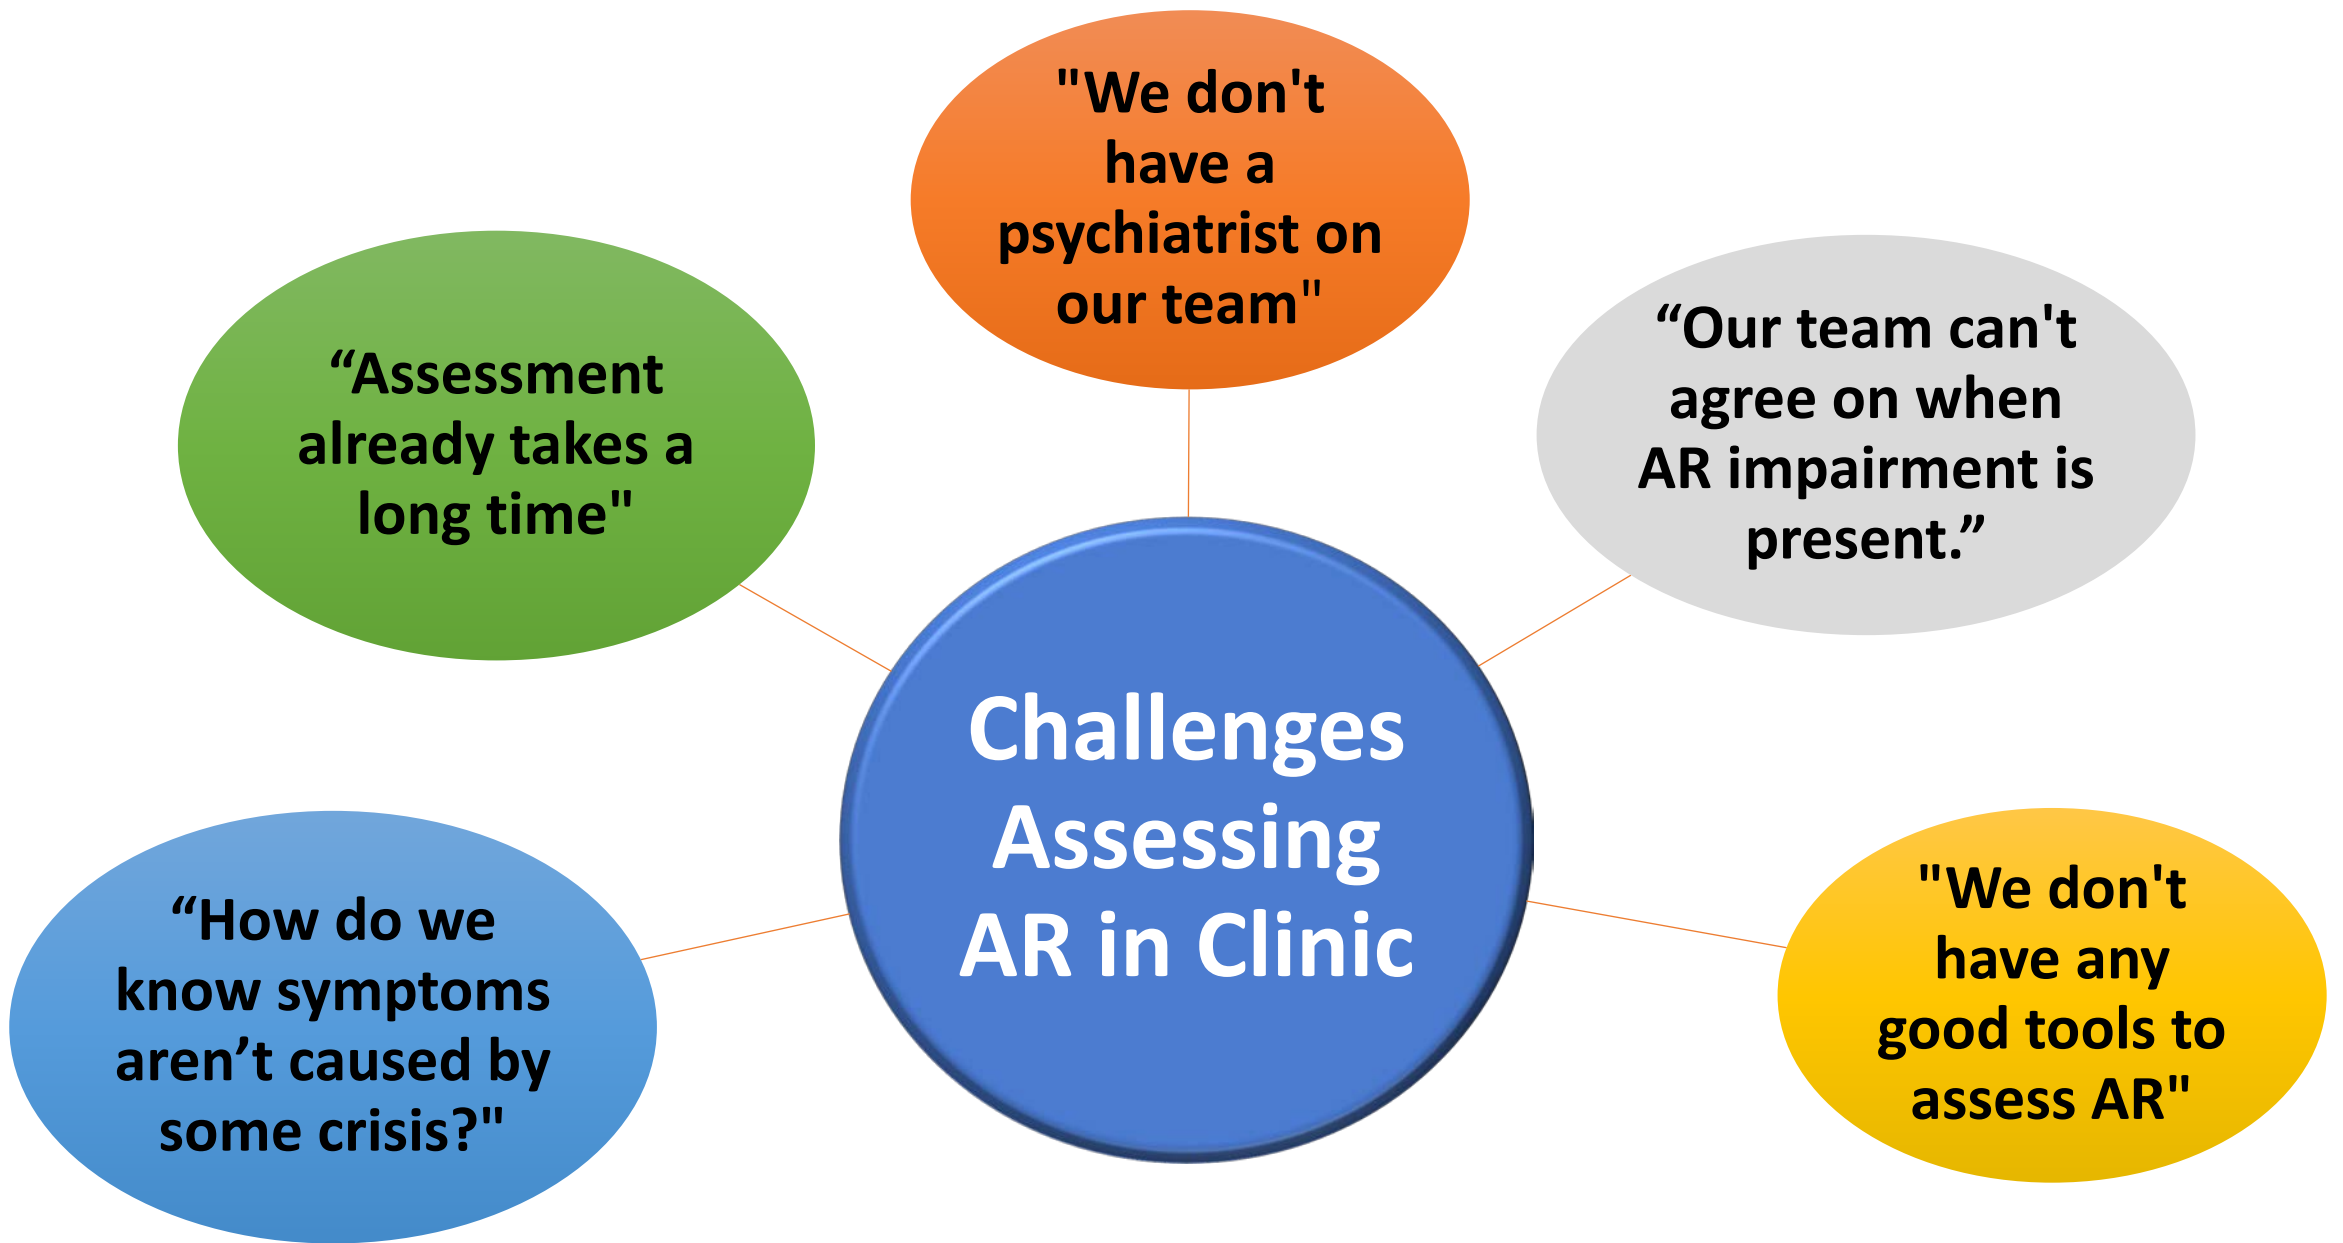 "We don't
have a
psychiatrist on
our team"
“Assessment
already takes a
long time"
“Our team can't
agree on when
AR impairment is
present.”
Challenges
Assessing
AR in Clinic
“How do we
know symptoms
aren’t caused by
some crisis?"
"We don't
have any
good tools to
assess AR"